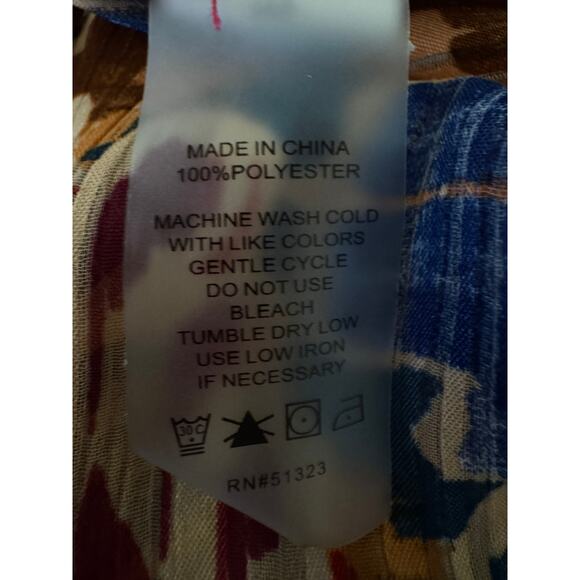 MADE IN CHINA
100%POLYESTER
MACHINE WASH COLD
WITH LIKE COLORS
GENTLE CYCLE
DO NOT USE
BLEACH
TUMBLE DRY LOW
USE LOW IRON
IF NECESSARY
30C
RN#51323